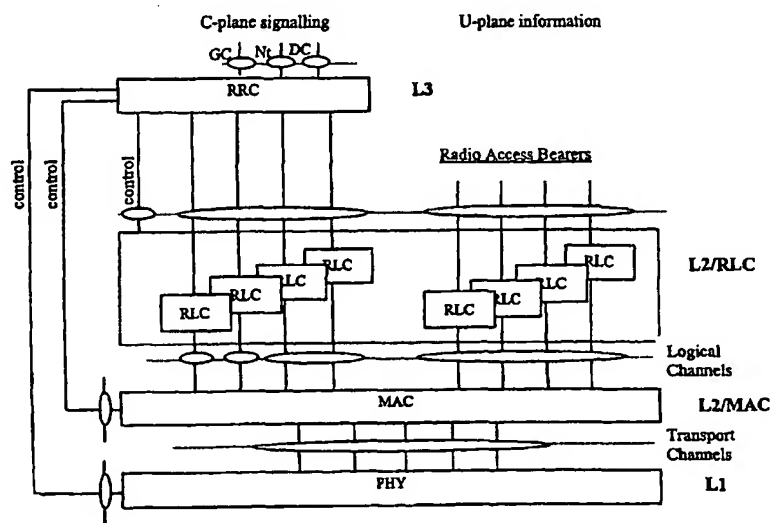 C-plane signalling
U-plane information
GC
Nt
DC
RRC
L3
Radio Access Bearers
control
control
control
RLC
RLC
RLC
RLC
RLC
RLC
RLC
RLC
L2/RLC
Logical
Channels
MAC
L2/MAC
Transport
Channels
PHY
L1